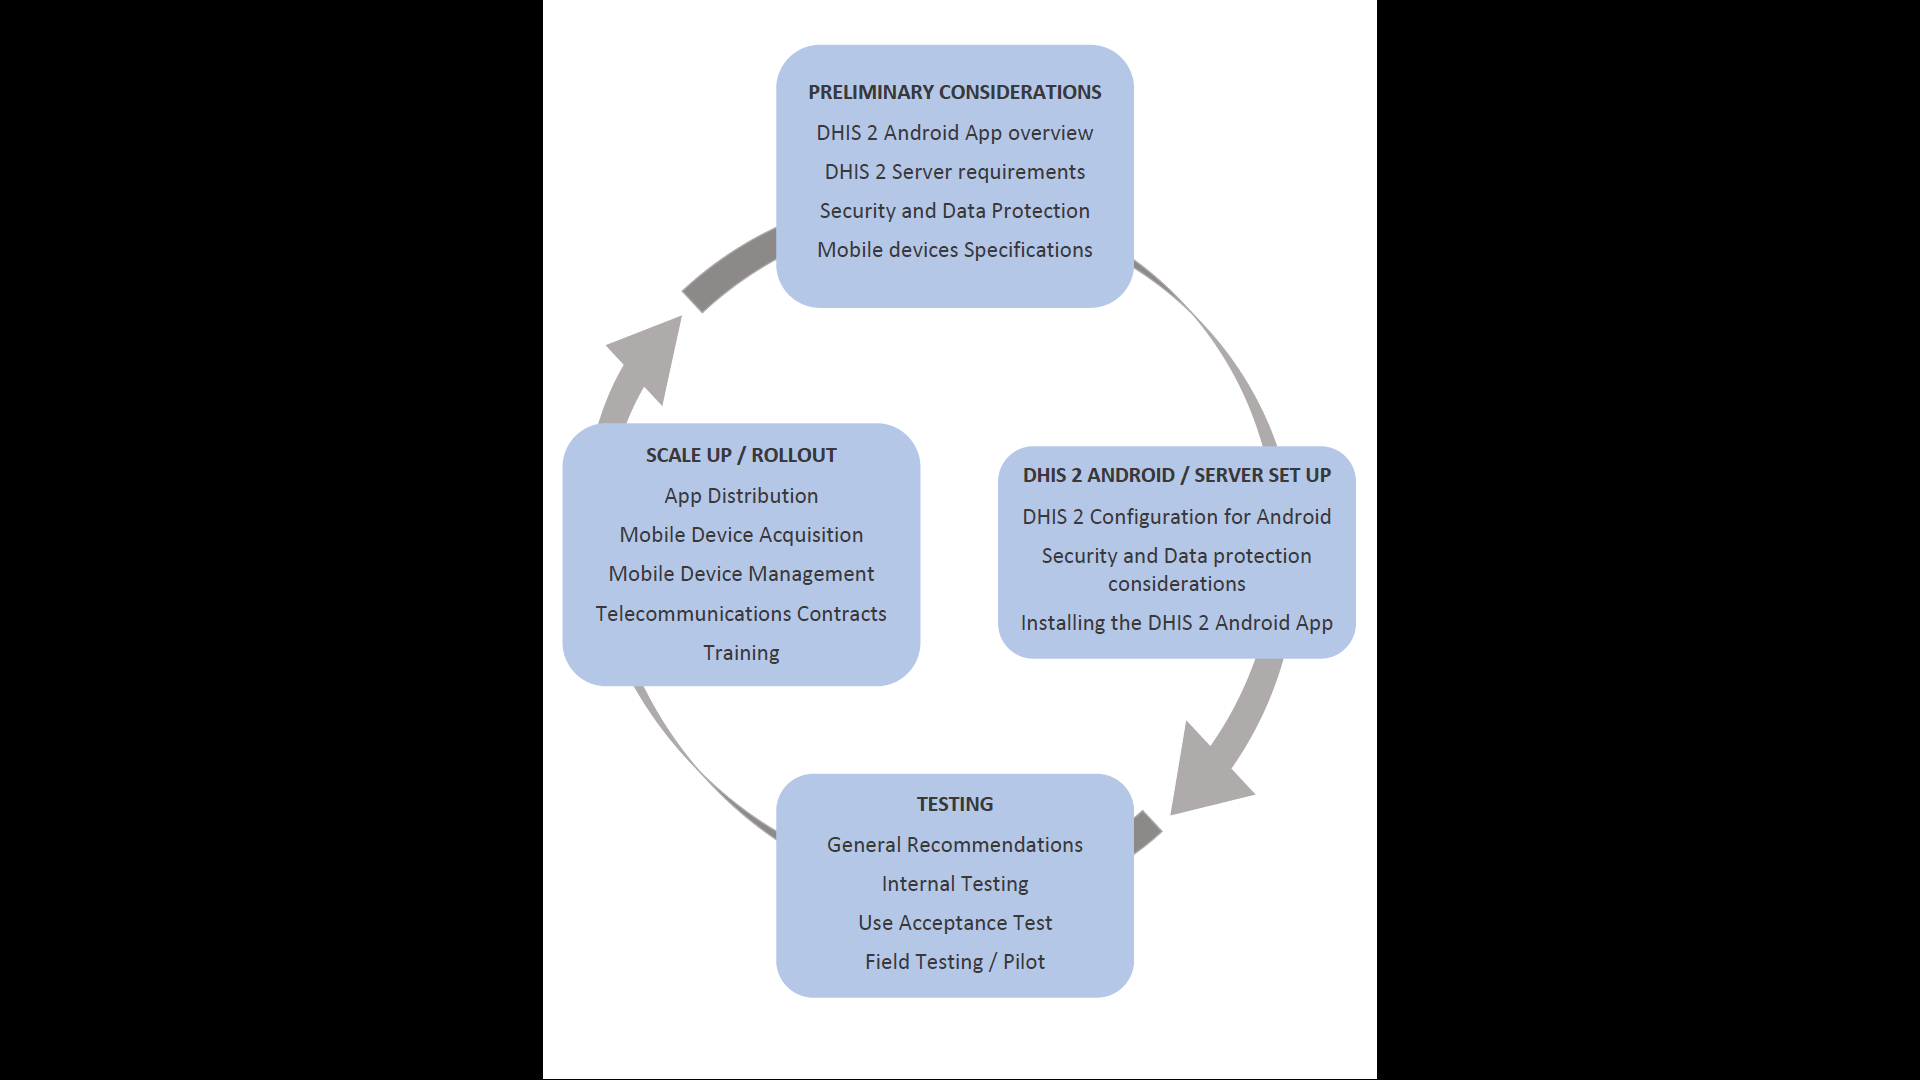 PRELIMINARY CONSIDERATIONS
DHIS 2 Android App overview
DHIS 2 Server requirements
Security and Data Protection
Mobile devices Specifications
SCALE UP / ROLLOUT
App Distribution
Mobile Device Acquisition
Mobile Device Management
Telecommunications Contracts
Training
DHIS 2 ANDROID / SERVER SET UP
DHIS 2 Configuration for Android
Security and Data protection
considerations
Installing the DHIS 2 Android App
TESTING
General Recommendations
Internal Testing
Use Acceptance Test
Field Testing / Pilot